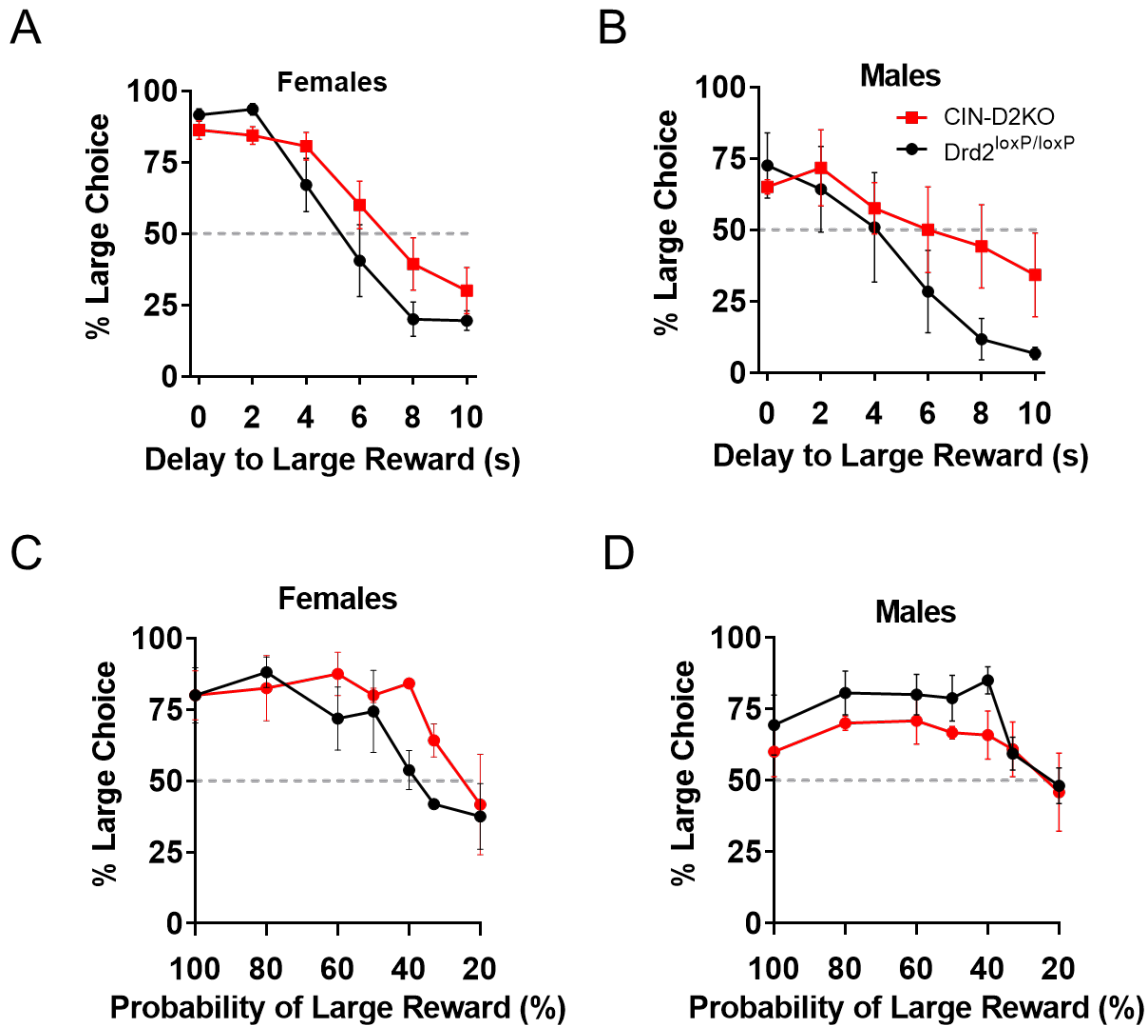 A
Females
100
75
50
25
0
% Large Choice
0 2 4 6 8 10
Delay to Large Reward (s)
B
Males
CIN-D2KO
Drd2loxP/loxP
100
75
50
25
0
% Large Choice
0 2 4 6 8 10
Delay to Large Reward (s)
C
Females
100
75
50
25
0
% Large Choice
100 80 60 40 20
Probability of Large Reward (%)
D
Males
100
75
50
25
0
% Large Choice
100 80 60 40 20
Probability of Large Reward (%)